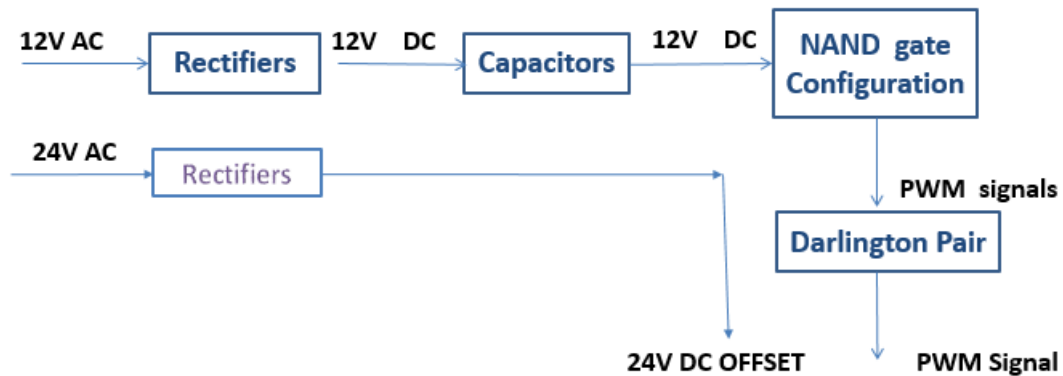 12V AC
Rectifiers
12V DC
Capacitors
12V DC
NAND gate
Configuration
24V AC
Rectifiers
PWM signals
Darlington Pair
24V DC OFFSET
PWM Signal